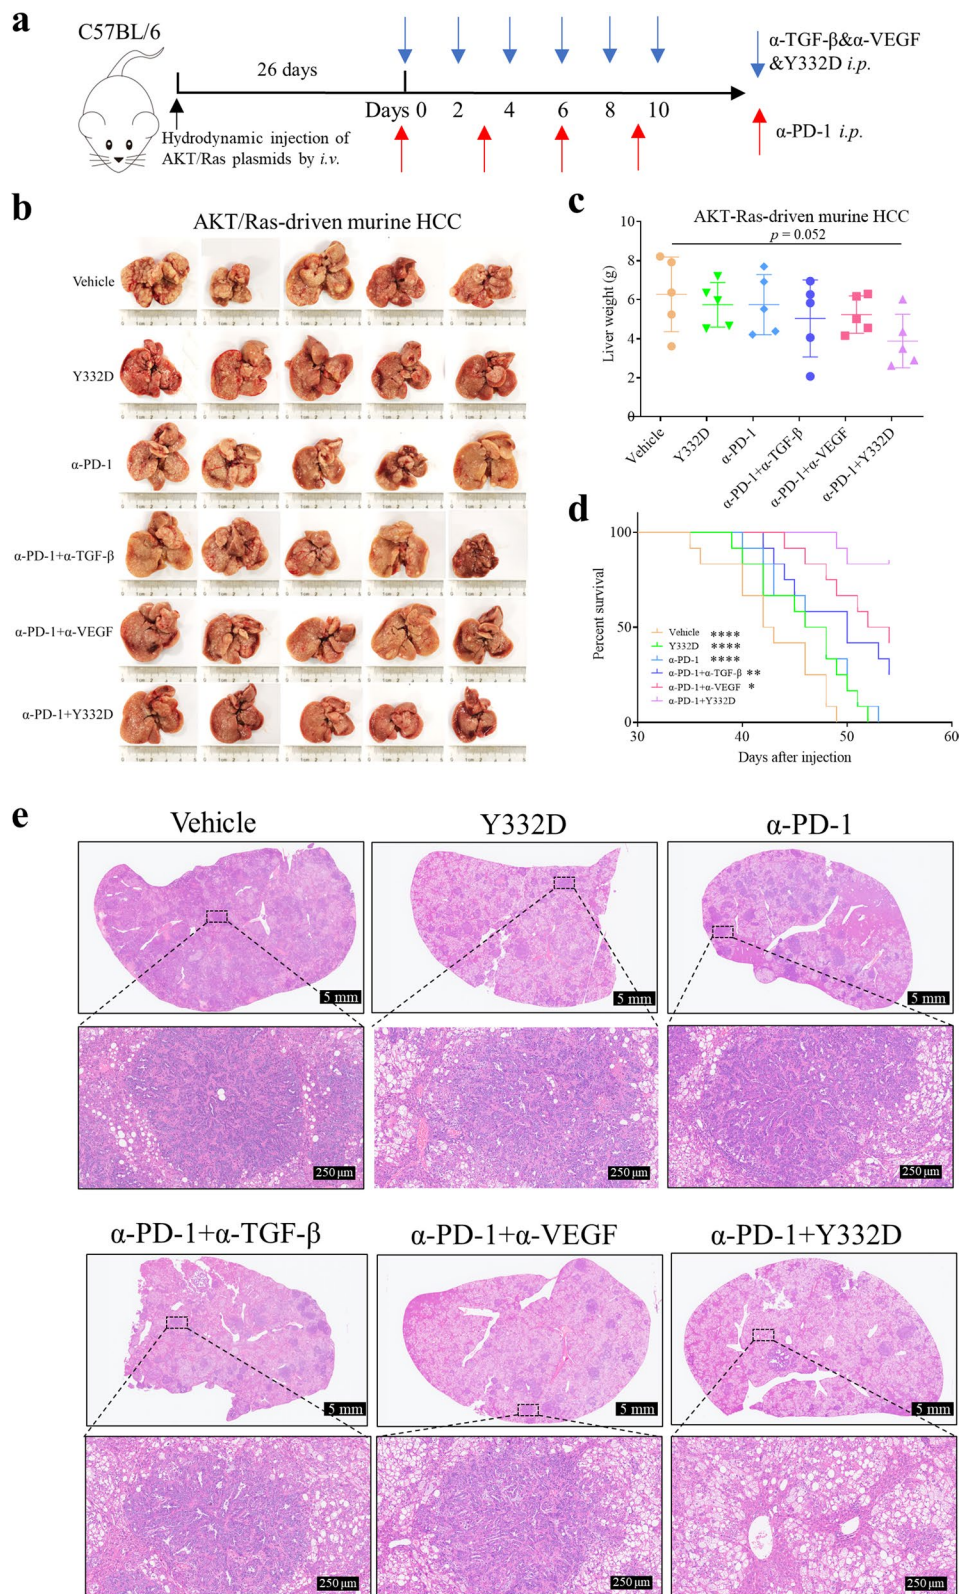 a
C57BL/6
26 days
Hydrodynamic injection of
AKT/Ras plasmids by i.v.
Days 0 2 4 6 8 10
α-TGF-β&α-VEGF
&Y332D i.p.
α-PD-1 i.p.
b
AKT/Ras-driven murine HCC
Vehicle
Y332D
α-PD-1
α-PD-1+α-TGF-β
α-PD-1+α-VEGF
α-PD-1+Y332D
c
AKT-Ras-driven murine HCC
p = 0.052
Liver weight (g)
10
8
6
4
2
0
Vehicle
Y332D
α-PD-1
α-PD-1+α-TGF-β
α-PD-1+α-VEGF
α-PD-1+Y332D
d
Percent survival
100
50
0
Vehicle ****
Y332D ****
α-PD-1 ****
α-PD-1+α-TGF-β **
α-PD-1+α-VEGF *
α-PD-1+Y332D
30 40 50 60
Days after injection
e
Vehicle
Y332D
α-PD-1
5 mm
5 mm
5 mm
250 μm
250 μm
250 μm
α-PD-1+α-TGF-β
α-PD-1+α-VEGF
α-PD-1+Y332D
5 mm
5 mm
5 mm
250 μm
250 μm
250 μm